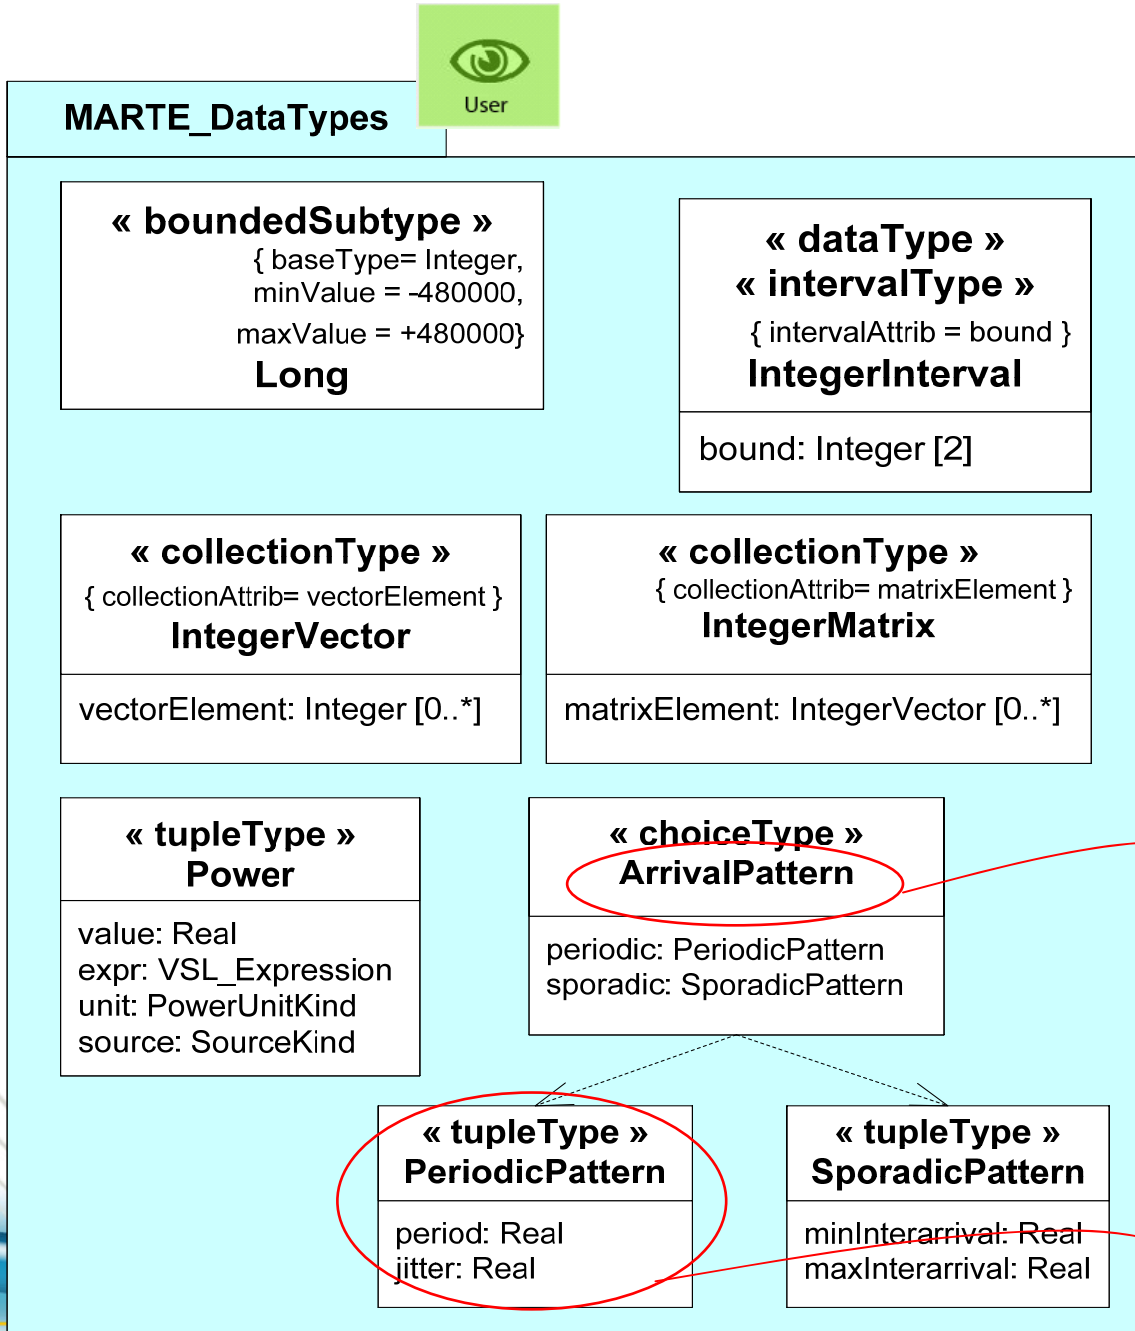 User
MARTE_DataTypes
« boundedSubtype »
{ baseType= Integer,
minValue = -480000,
maxValue = +480000}
Long
« dataType »
« intervalType »
{ intervalAttrib = bound }
IntegerInterval
bound: Integer [2]
« collectionType »
{ collectionAttrib= vectorElement }
IntegerVector
vectorElement: Integer [0..*]
« collectionType »
{ collectionAttrib= matrixElement }
IntegerMatrix
matrixElement: IntegerVector [0..*]
« tupleType »
Power
value: Real
expr: VSL_Expression
unit: PowerUnitKind
source: SourceKind
« choiceType »
ArrivalPattern
periodic: PeriodicPattern
sporadic: SporadicPattern
« tupleType »
PeriodicPattern
period: Real
jitter: Real
« tupleType »
SporadicPattern
minInterarrival: Real
maxInterarrival: Real